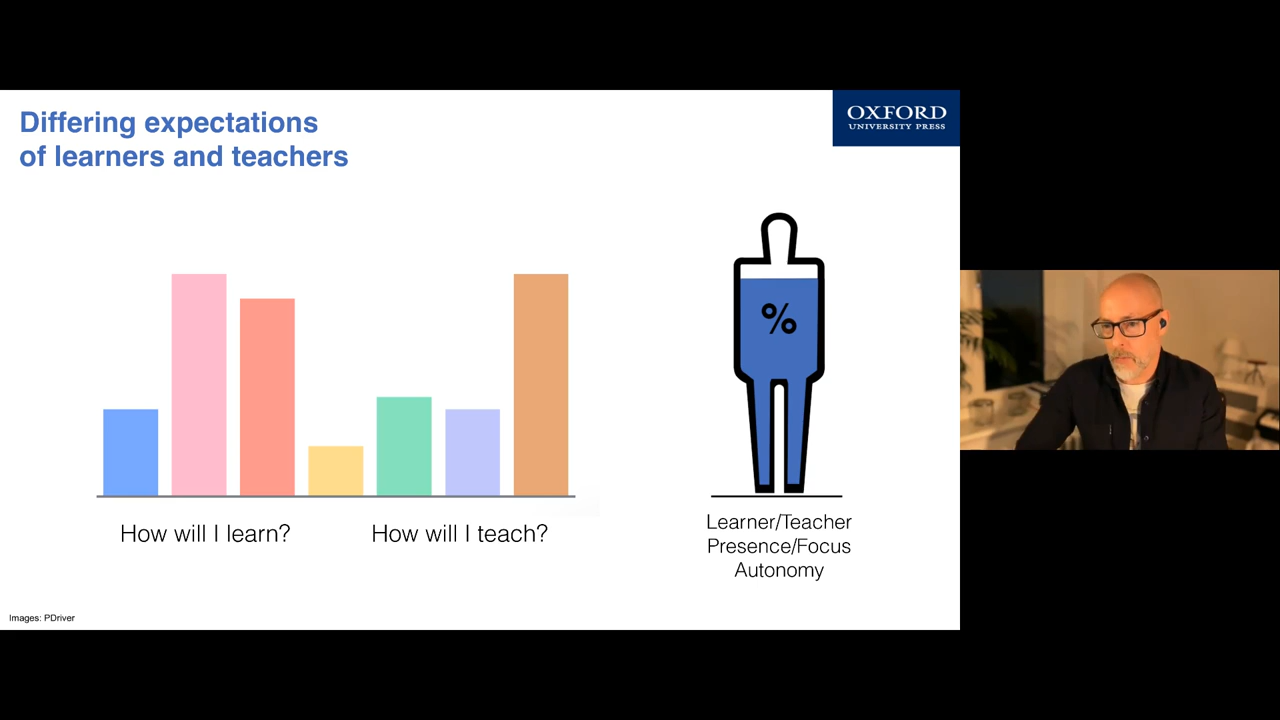 Differing expectations
of learners and teachers
OXFORD
UNIVERSITY PRESS
%
How will I learn?
How will I teach?
Learner/Teacher
Presence/Focus
Autonomy
Images: PDriver